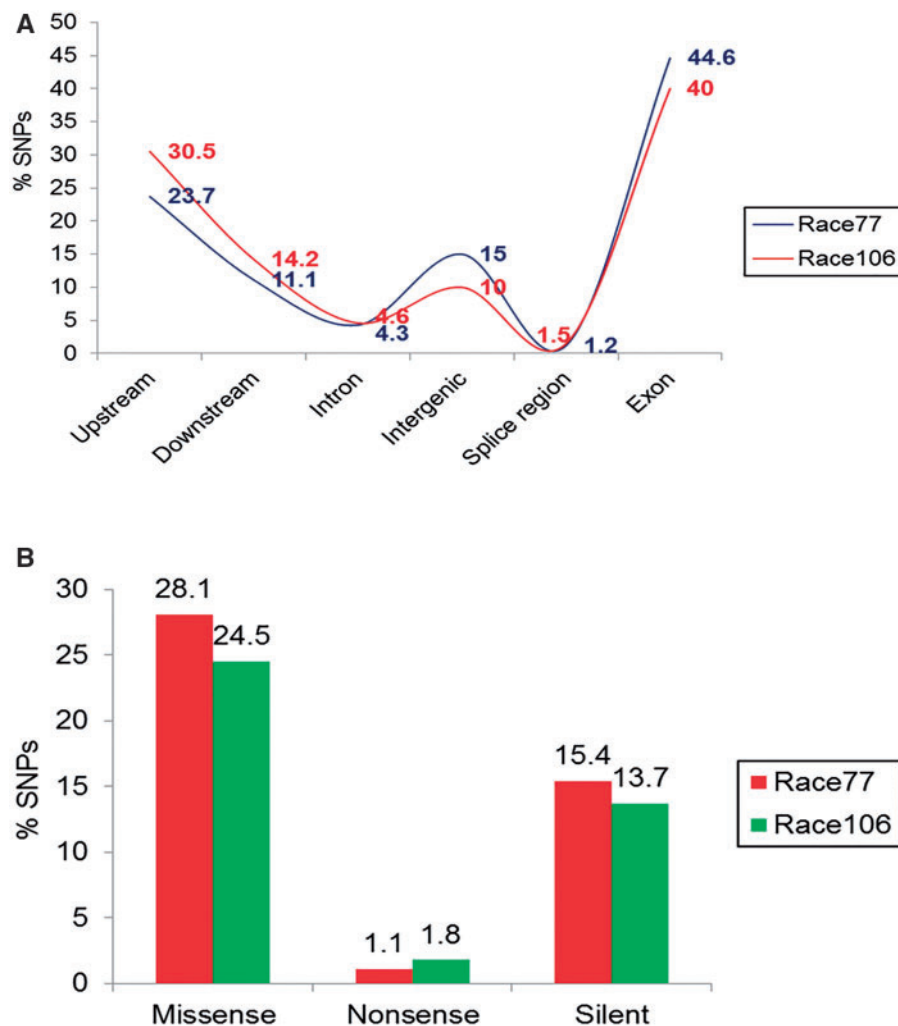 A
% SNPs
50
45
40
35
30
25
20
15
10
5
0
30.5
23.7
14.2
11.1
4.6
4.3
15
10
1.5
1.2
44.6
40
Upstream
Downstream
Intron
Intergenic
Splice region
Exon
Race77
Race106
B
% SNPs
30
25
20
15
10
5
0
28.1
24.5
1.1
1.8
15.4
13.7
Missense
Nonsense
Silent
Race77
Race106